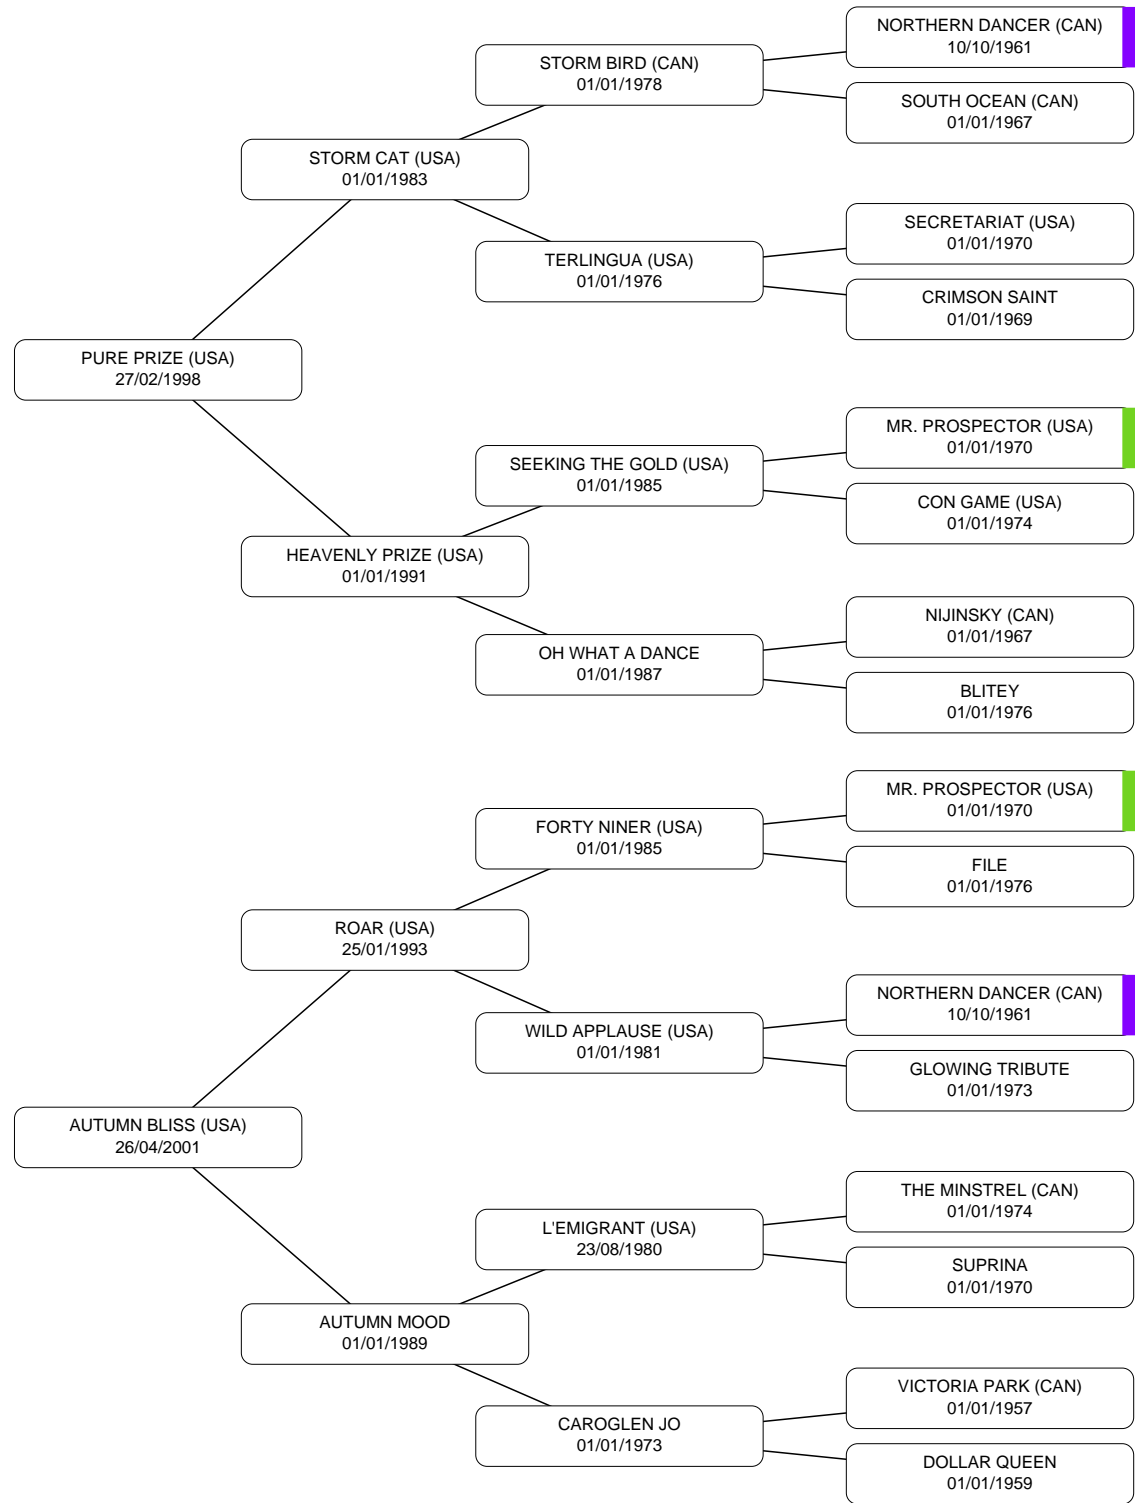 NORTHERN DANCER (CAN)
10/10/1961
STORM BIRD (CAN)
01/01/1978
SOUTH OCEAN (CAN)
01/01/1967
STORM CAT (USA)
01/01/1983
SECRETARIAT (USA)
01/01/1970
TERLINGUA (USA)
01/01/1976
CRIMSON SAINT
01/01/1969
PURE PRIZE (USA)
27/02/1998
MR. PROSPECTOR (USA)
01/01/1970
SEEKING THE GOLD (USA)
01/01/1985
CON GAME (USA)
01/01/1974
HEAVENLY PRIZE (USA)
01/01/1991
NIJINSKY (CAN)
01/01/1967
OH WHAT A DANCE
01/01/1987
BLITEY
01/01/1976
MR. PROSPECTOR (USA)
01/01/1970
FORTY NINER (USA)
01/01/1985
FILE
01/01/1976
ROAR (USA)
25/01/1993
NORTHERN DANCER (CAN)
10/10/1961
WILD APPLAUSE (USA)
01/01/1981
GLOWING TRIBUTE
01/01/1973
AUTUMN BLISS (USA)
26/04/2001
THE MINSTREL (CAN)
01/01/1974
L'EMIGRANT (USA)
23/08/1980
SUPRINA
01/01/1970
AUTUMN MOOD
01/01/1989
VICTORIA PARK (CAN)
01/01/1957
CAROGLEN JO
01/01/1973
DOLLAR QUEEN
01/01/1959